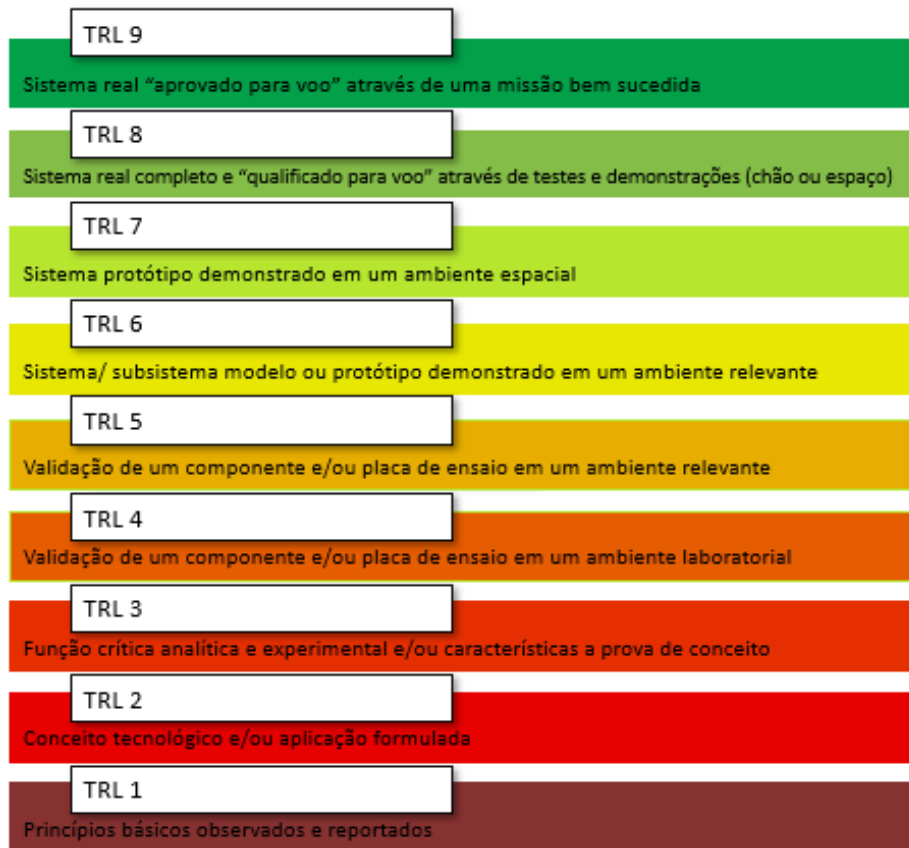 TRL 9
Sistema real “aprovado para voo” através de uma missão bem sucedida
TRL 8
Sistema real completo e “qualificado para voo” através de testes e demonstrações (chão ou espaço)
TRL 7
Sistema protótipo demonstrado em um ambiente espacial
TRL 6
Sistema/ subsistema modelo ou protótipo demonstrado em um ambiente relevante
TRL 5
Validação de um componente e/ou placa de ensaio em um ambiente relevante
TRL 4
Validação de um componente e/ou placa de ensaio em um ambiente laboratorial
TRL 3
Função crítica analítica e experimental e/ou características a prova de conceito
TRL 2
Conceito tecnológico e/ou aplicação formulada
TRL 1
Princípios básicos observados e reportados